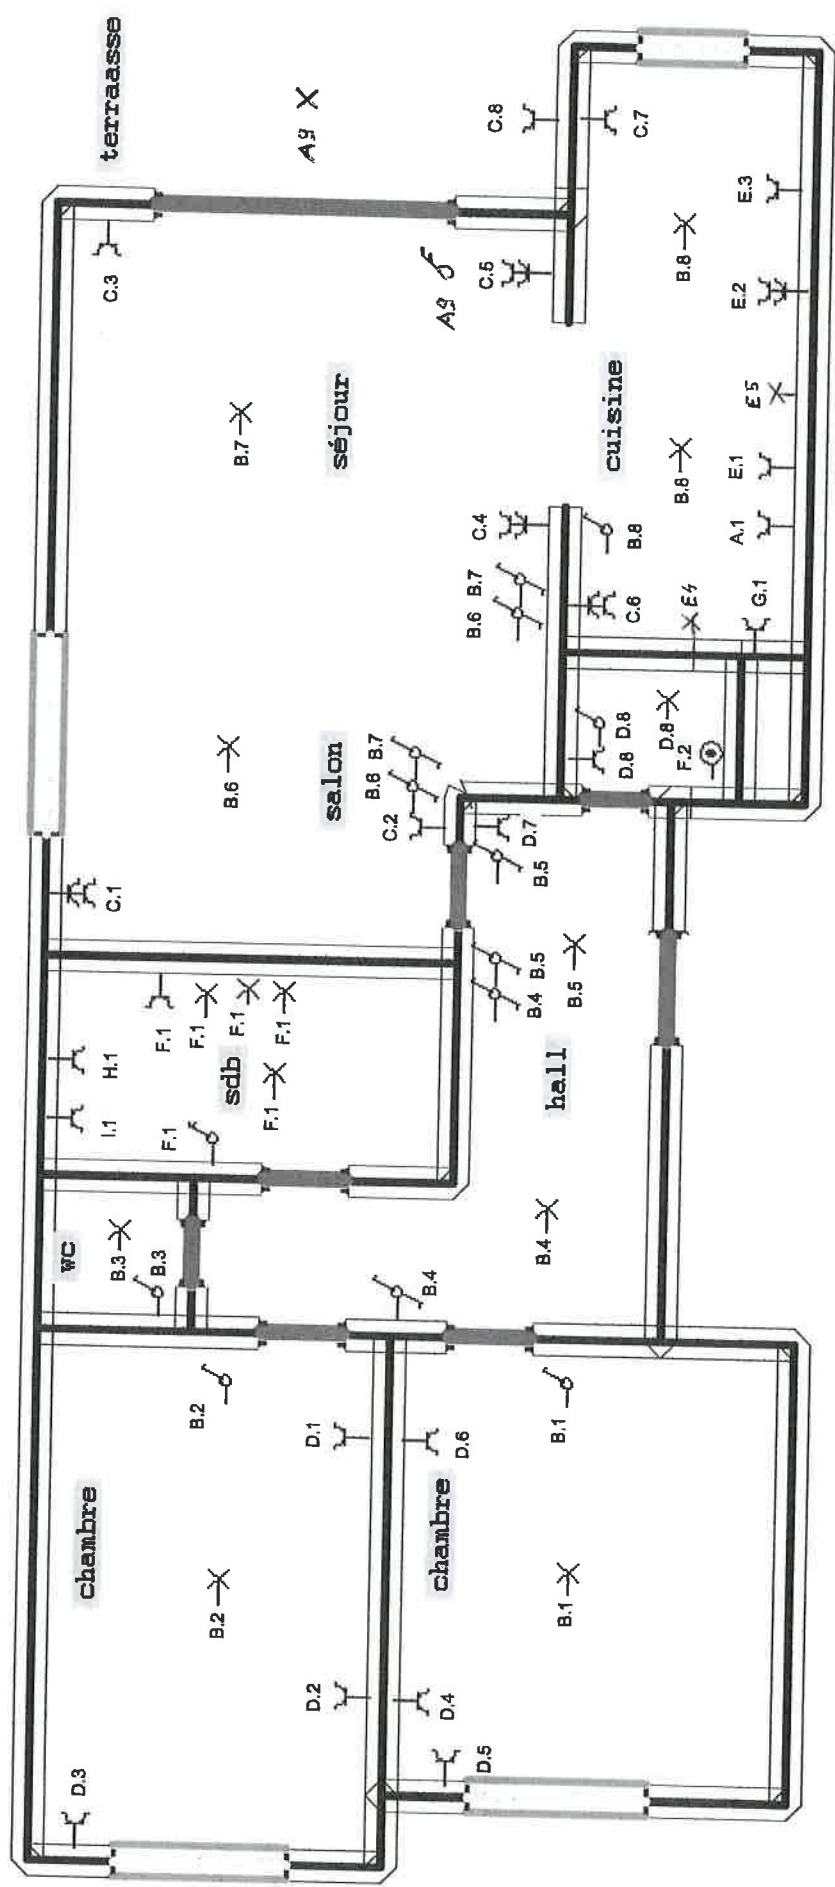 terraasse
A9
C.3
C.8
C.7
A9
C.5
E.3
B.8
E.2
B.7
séjour
cuisine
E5
B.8
E.1
A.1
C.4
B.8
B.6 B.7
C.6
E4
G.1
B.6
salon
B.6 B.7
C.2
D.7
B.5
D.8 D.8
D.8
F.2
C.1
F.1
F.1
F.1
F.1
H.1
I.1
sdb
F.1
F.1
B.4 B.5
B.5
hall
wc
B.3
B.3
B.4
B.4
chambre
B.2
B.2
D.1
D.2
D.3
chambre
D.6
D.4
D.5
B.1
B.1